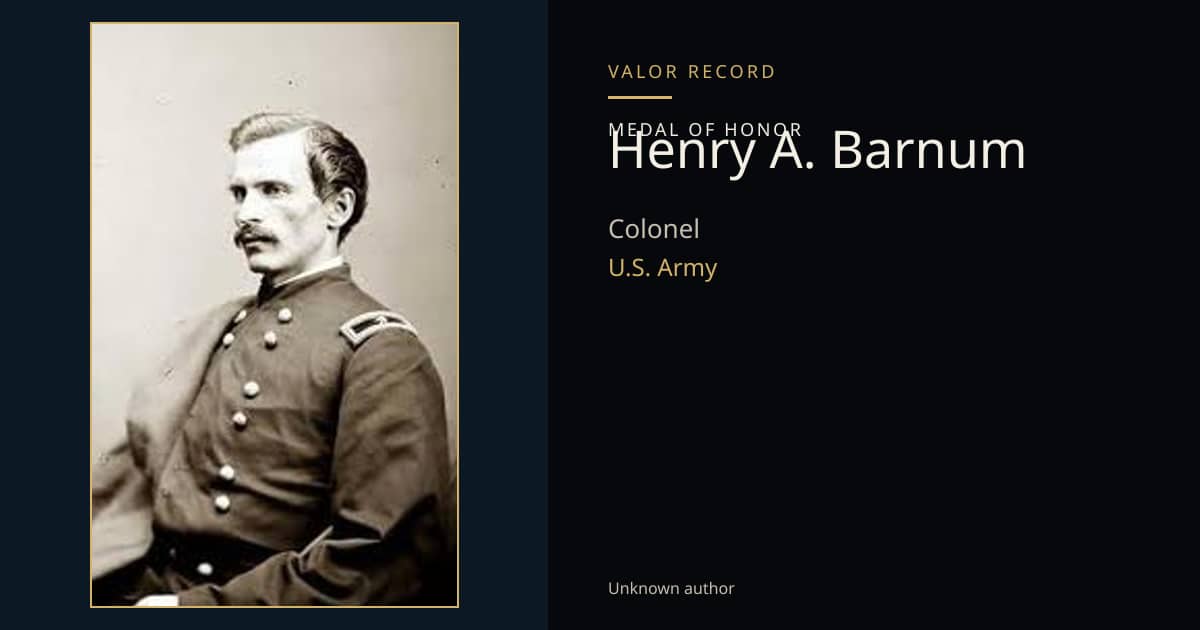 VALOR RECORD
MEDAL OF HONOR
Henry A. Barnum
Colonel
U.S. Army
Unknown author